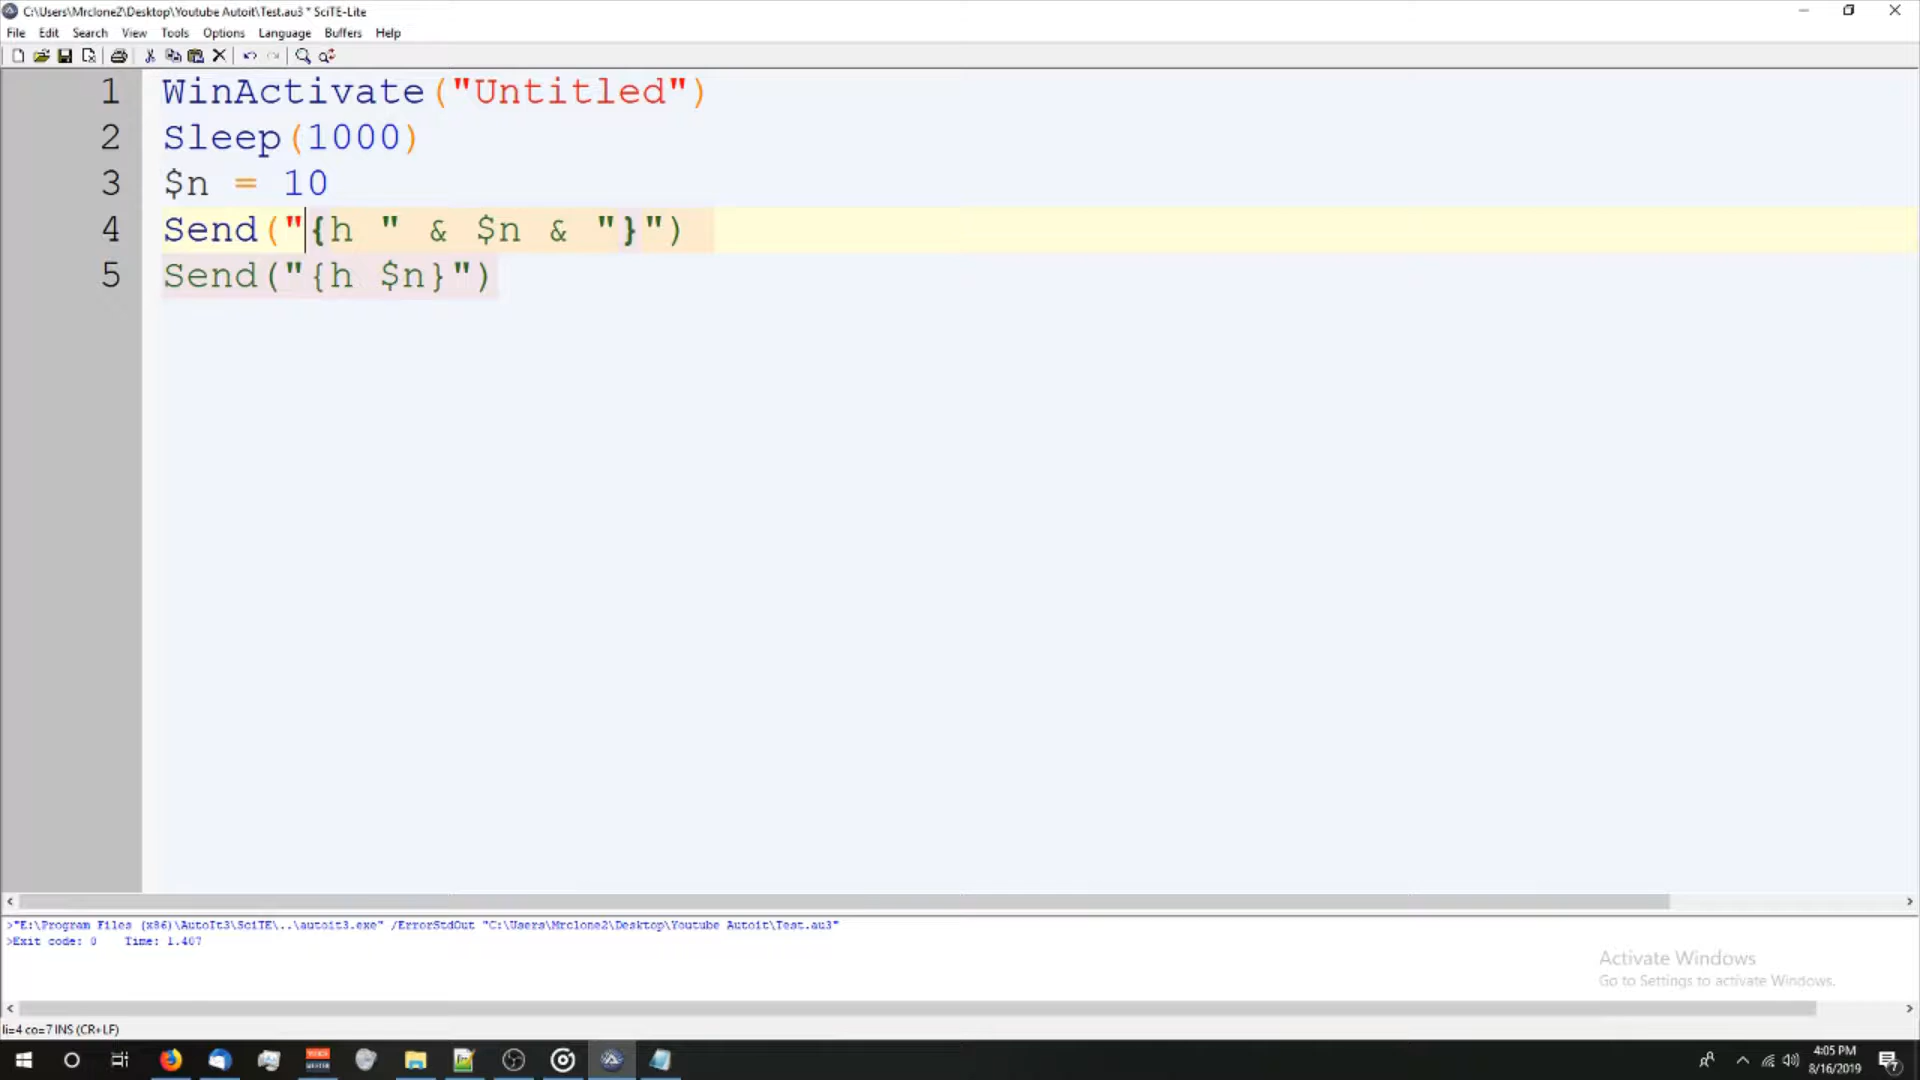 C:\Users\Mrclone2\Desktop\Youtube Autoit\Test.au3 * SciTE-Lite
File Edit Search View Tools Options Language Buffers Help
1 WinActivate("Untitled")
2 Sleep(1000)
3 $n = 10
4 Send("{h " & $n & "}")
5 Send("{h $n}")
>"E:\Program Files (x86)\AutoIt3\SciTE\..\autoit3.exe" /ErrorStdOut "C:\Users\Mrclone2\Desktop\Youtube Autoit\Test.au3"
>Exit code: 0 Time: 1.407
Activate Windows
Go to Settings to activate Windows.
li=4 co=7 INS (CR+LF)
4:05 PM
8/16/2019